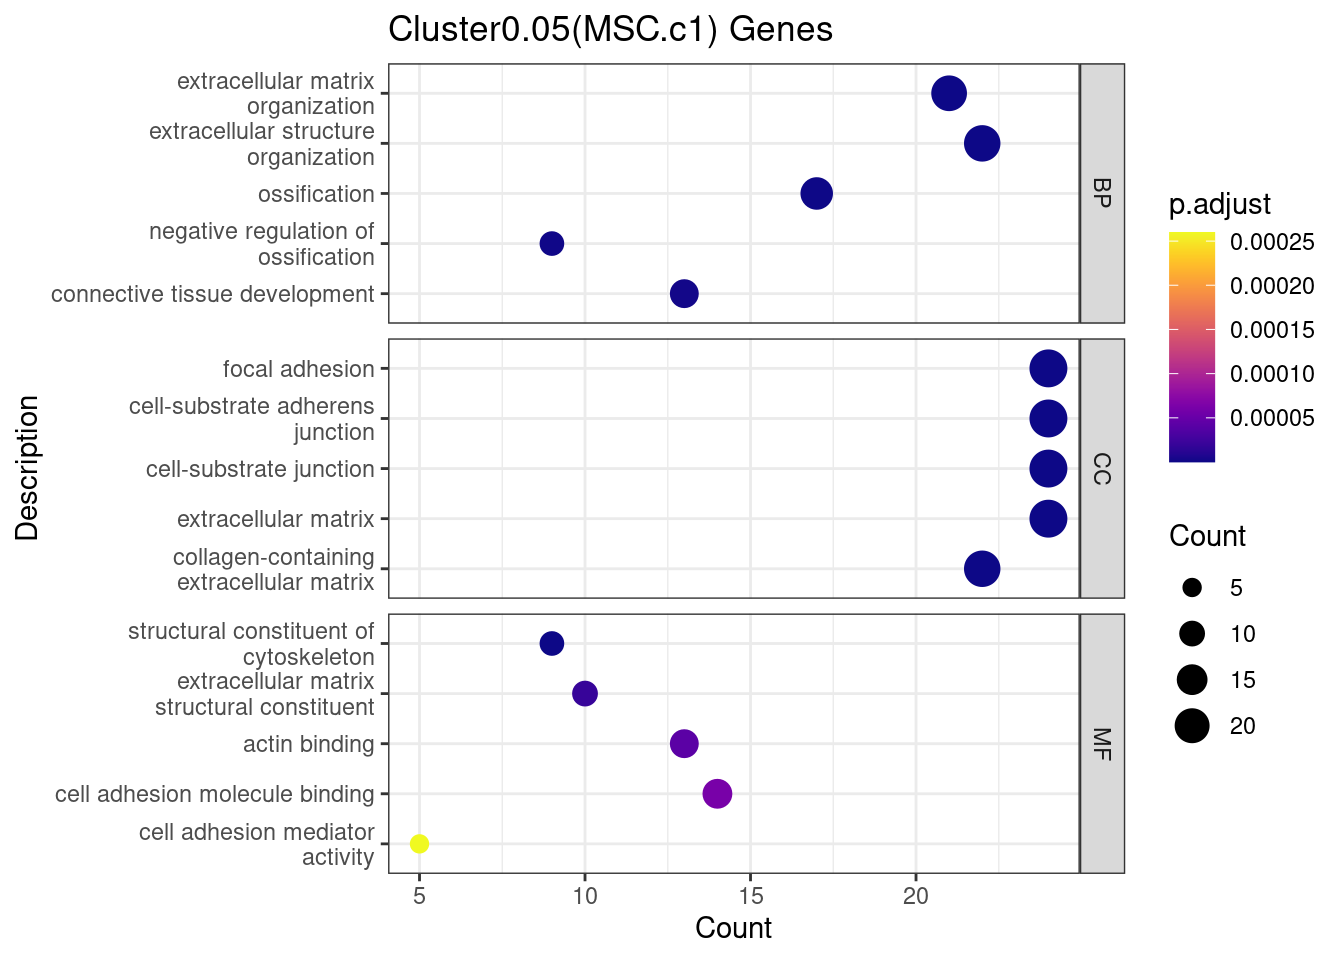 Cluster0.05(MSC.c1) Genes
extracellular matrix
organization
extracellular structure
organization
ossification
negative regulation of
ossification
connective tissue development
BP
focal adhesion
cell-substrate adherens
junction
cell-substrate junction
extracellular matrix
collagen-containing
extracellular matrix
CC
structural constituent of
cytoskeleton
extracellular matrix
structural constituent
actin binding
cell adhesion molecule binding
cell adhesion mediator
activity
MF
Description
5
10
15
20
Count
p.adjust
0.00025
0.00020
0.00015
0.00010
0.00005
Count
5
10
15
20